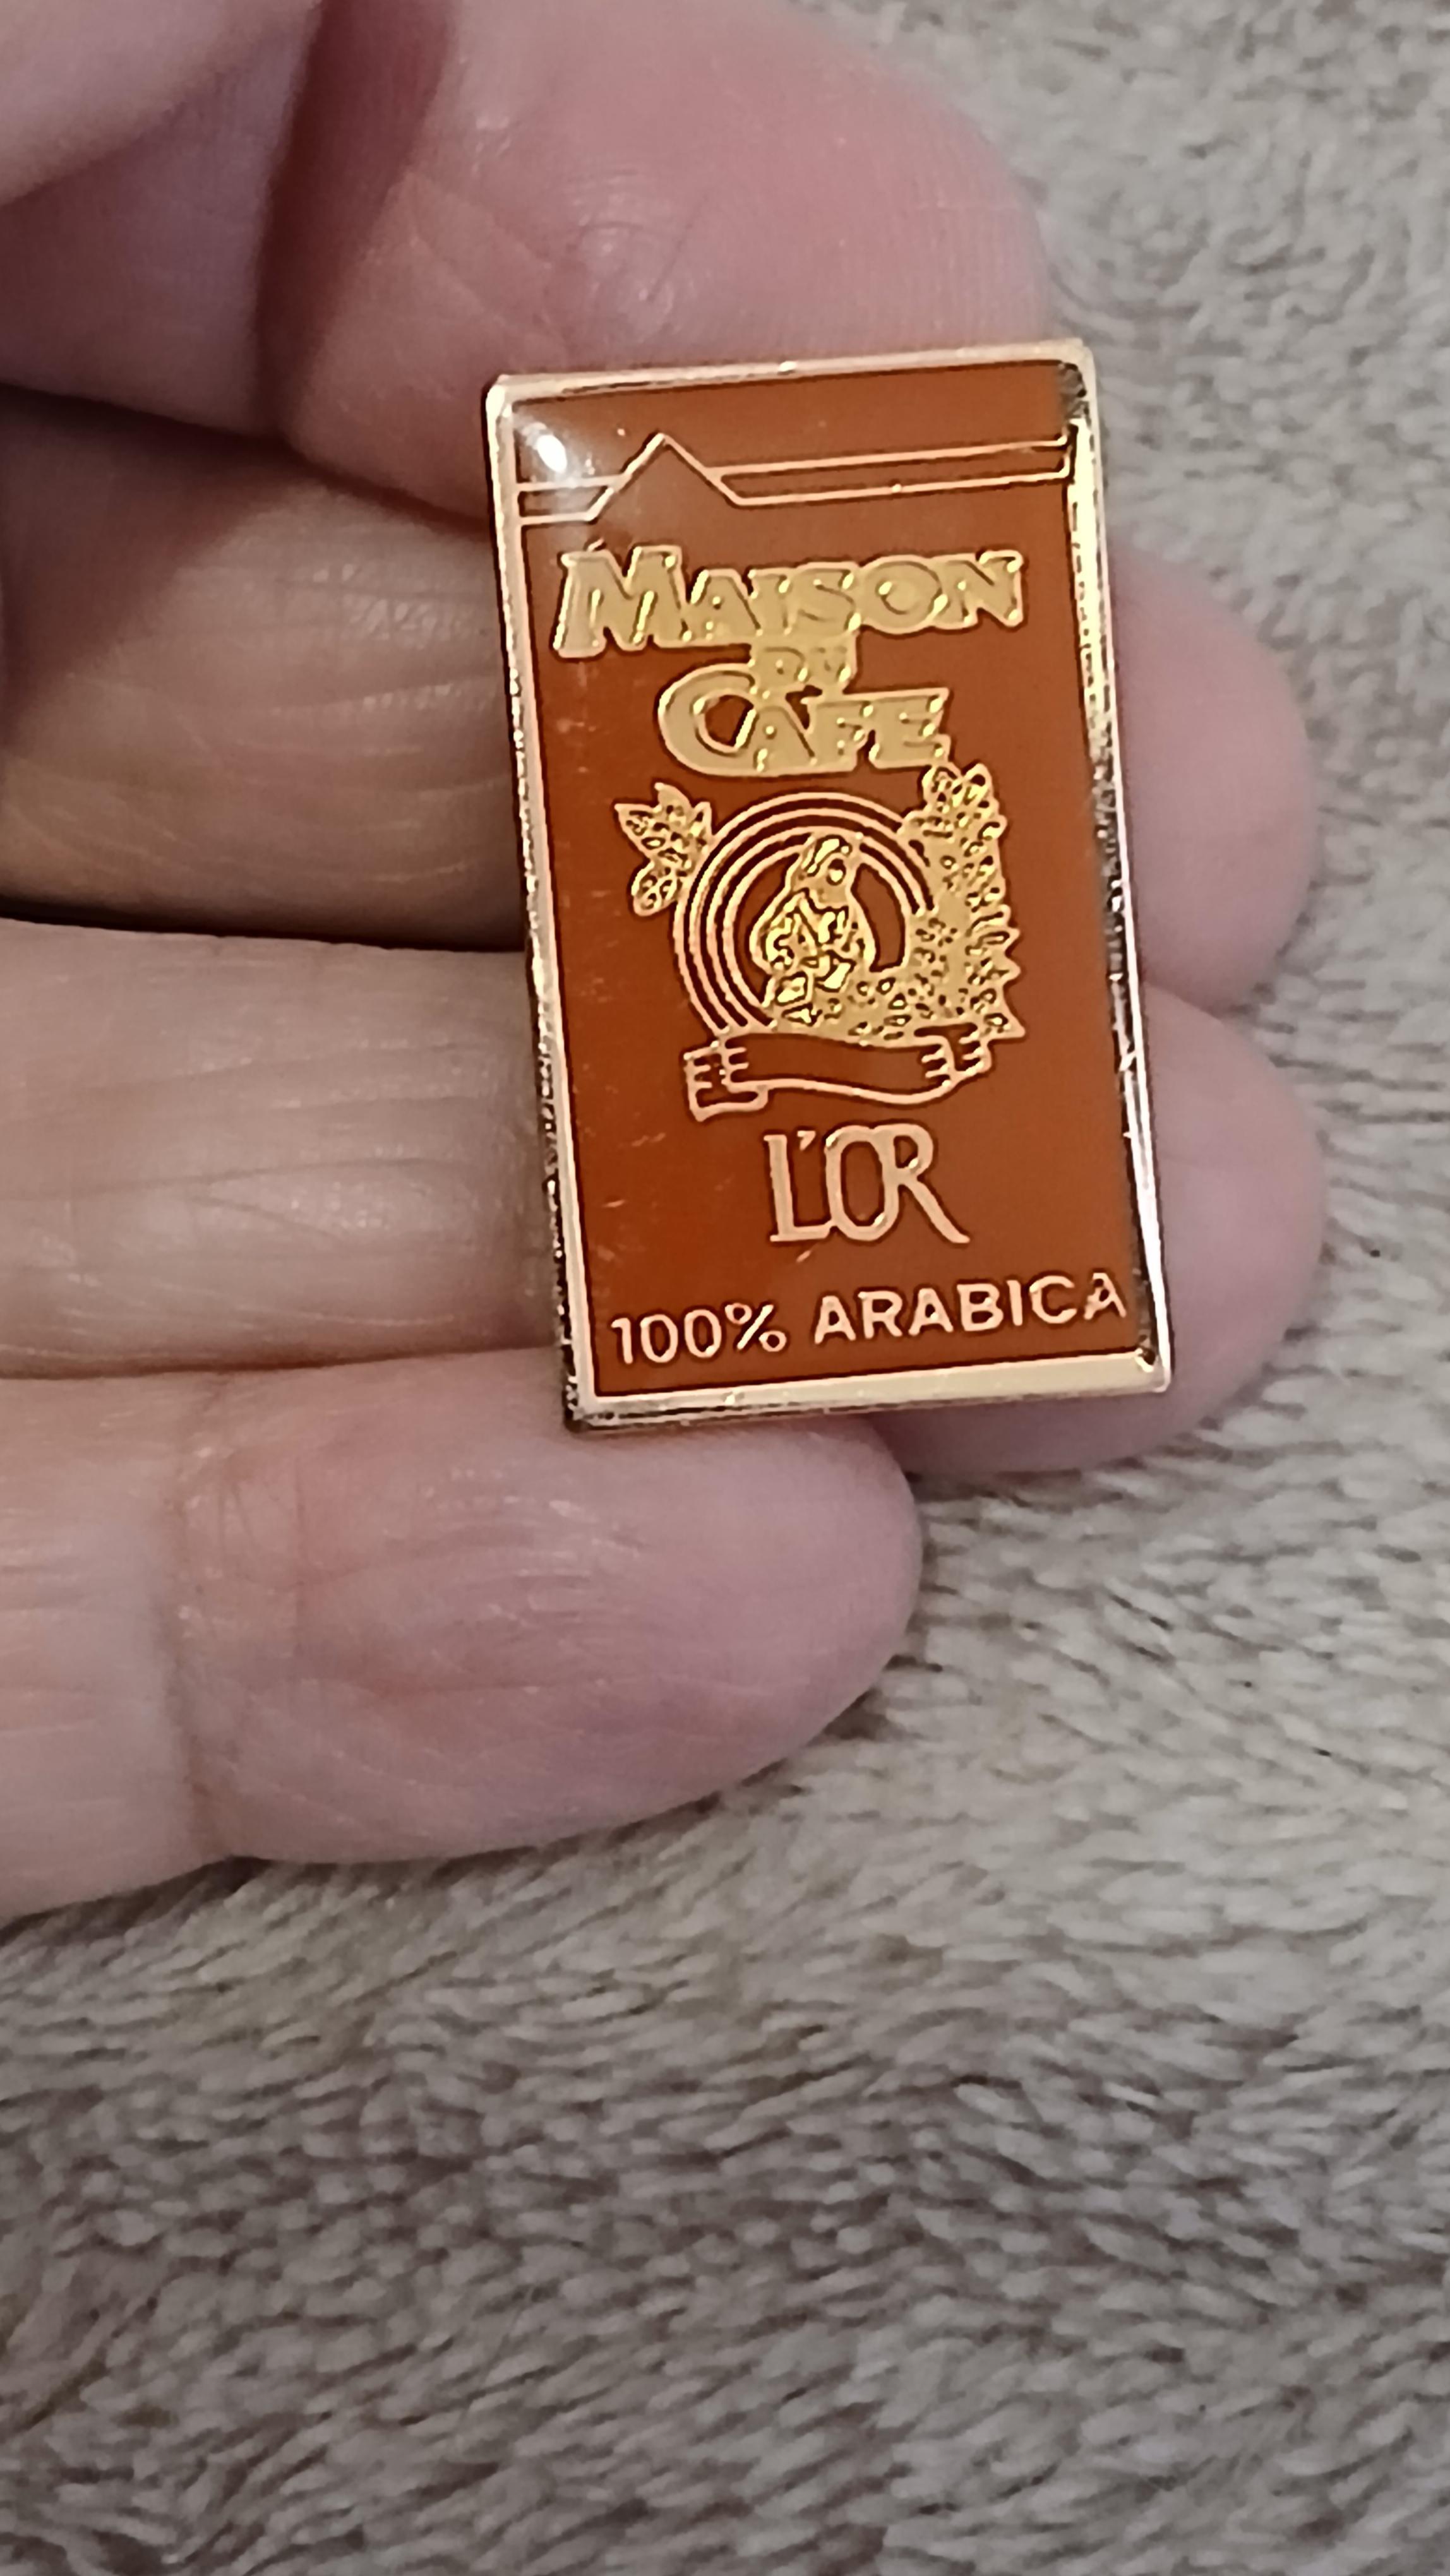 MAISON
DU
CAFE
L'OR
100% ARABICA